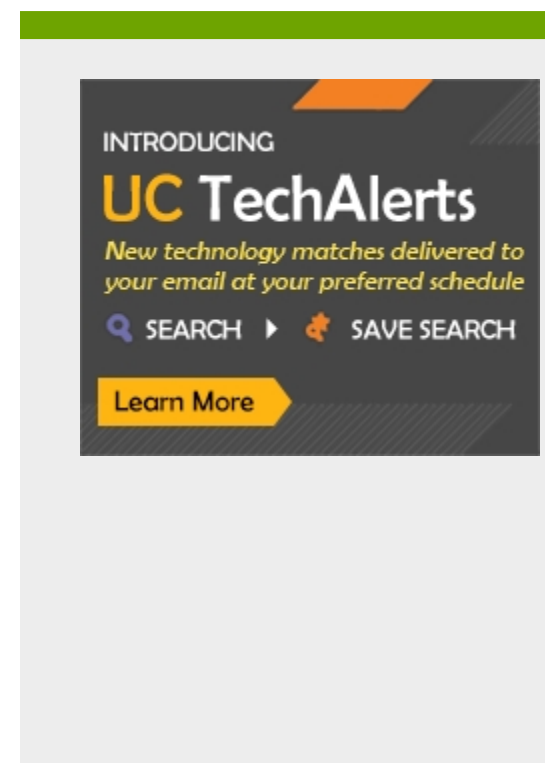 INTRODUCING
UC TechAlerts
New technology matches delivered to
your email at your preferred schedule
SEARCH SAVE SEARCH
Learn More